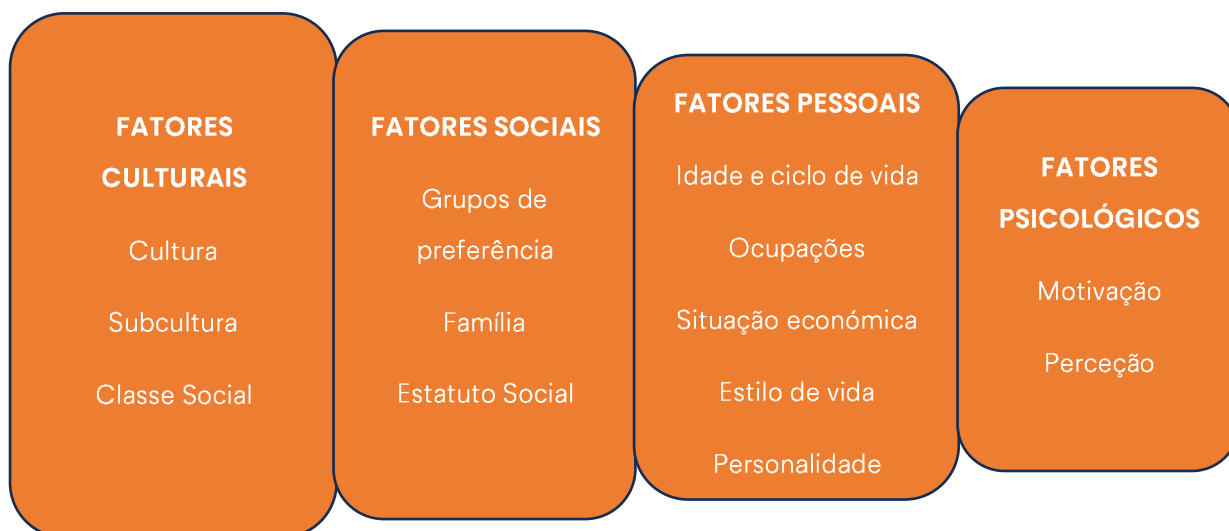 FATORES
CULTURAIS
Cultura
Subcultura
Classe Social
FATORES SOCIAIS
Grupos de
preferência
Família
Estatuto Social
FATORES PESSOAIS
Idade e ciclo de vida
Ocupações
Situação económica
Estilo de vida
Personalidade
FATORES
PSICOLÓGICOS
Motivação
Perceção